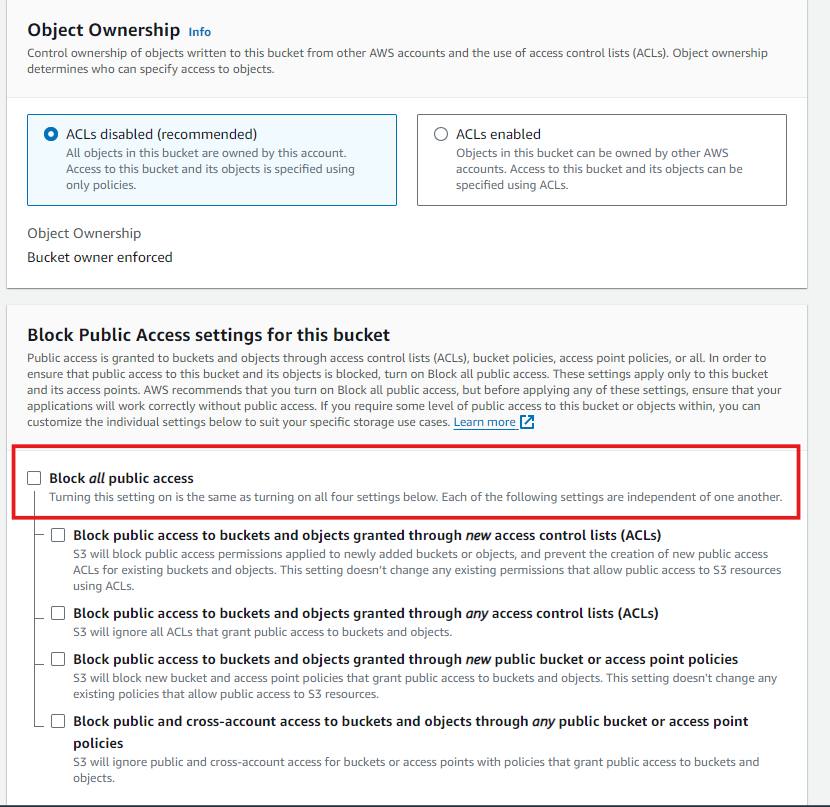 Object Ownership Info
Control ownership of objects written to this bucket from other AWS accounts and the use of access control lists (ACLs). Object ownership
determines who can specify access to objects.
ACLs disabled (recommended)
All objects in this bucket are owned by this account.
Access to this bucket and its objects is specified using
only policies.
ACLs enabled
Objects in this bucket can be owned by other AWS
accounts. Access to this bucket and its objects can be
specified using ACLs.
Object Ownership
Bucket owner enforced
Block Public Access settings for this bucket
Public access is granted to buckets and objects through access control lists (ACLs), bucket policies, access point policies, or all. In order to
ensure that public access to this bucket and its objects is blocked, turn on Block all public access. These settings apply only to this bucket
and its access points. AWS recommends that you turn on Block all public access, but before applying any of these settings, ensure that your
applications will work correctly without public access. If you require some level of public access to this bucket or objects within, you can
customize the individual settings below to suit your specific storage use cases. Learn more
Block all public access
Turning this setting on is the same as turning on all four settings below. Each of the following settings are independent of one another.
Block public access to buckets and objects granted through new access control lists (ACLs)
S3 will block public access permissions applied to newly added buckets or objects, and prevent the creation of new public access
ACLs for existing buckets and objects. This setting doesn't change any existing permissions that allow public access to S3 resources
using ACLs.
Block public access to buckets and objects granted through any access control lists (ACLs)
S3 will ignore all ACLs that grant public access to buckets and objects.
Block public access to buckets and objects granted through new public bucket or access point policies
S3 will block new bucket and access point policies that grant public access to buckets and objects. This setting doesn't change any
existing policies that allow public access to S3 resources.
Block public and cross-account access to buckets and objects through any public bucket or access point
policies
S3 will ignore public and cross-account access for buckets or access points with policies that grant public access to buckets and
objects.